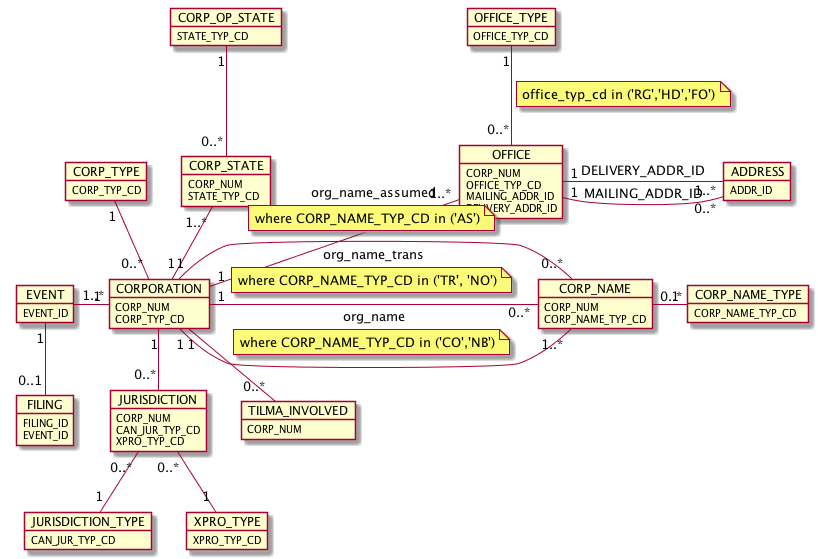 CORP_OP_STATE
STATE_TYP_CD
OFFICE_TYPE
OFFICE_TYP_CD
1
1
office_typ_cd in ('RG','HD','FO')
0..*
0..*
CORP_TYPE
CORP_TYP_CD
CORP_STATE
CORP_NUM
STATE_TYP_CD
OFFICE
CORP_NUM
OFFICE_TYP_CD
MAILING_ADDR_ID
DELIVERY_ADDR_ID
1 DELIVERY_ADDR_ID 1..*
1 MAILING_ADDR_ID 0..*
ADDRESS
ADDR_ID
1
1..*
org_name_assumed
1..*
where CORP_NAME_TYP_CD in ('AS')
0..*
1
1
org_name_trans
0..*
1
where CORP_NAME_TYP_CD in ('TR', 'NO')
EVENT
EVENT_ID
1..*
1
CORPORATION
CORP_NUM
CORP_TYP_CD
1
org_name
0..*
CORP_NAME
CORP_NUM
CORP_NAME_TYP_CD
0..*
1
CORP_NAME_TYPE
CORP_NAME_TYP_CD
1
1
1
1
where CORP_NAME_TYP_CD in ('CO','NB')
1..*
0..1
0..*
0..*
FILING
FILING_ID
EVENT_ID
JURISDICTION
CORP_NUM
CAN_JUR_TYP_CD
XPRO_TYP_CD
TILMA_INVOLVED
CORP_NUM
0..*
0..*
1
1
JURISDICTION_TYPE
CAN_JUR_TYP_CD
XPRO_TYPE
XPRO_TYP_CD